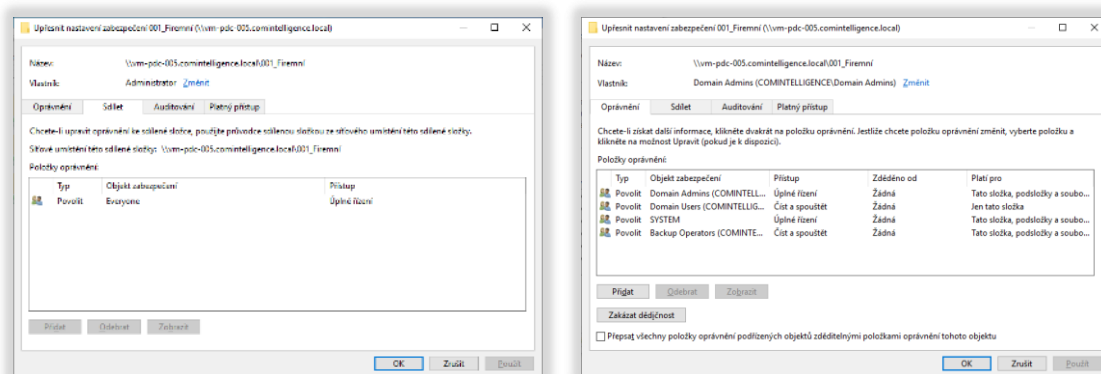 Upřesnit nastavení zabezpečení 001_Firemní (\\vm-pdc-005.comintelligence.local)
Název: \\vm-pdc-005.comintelligence.local\001_Firemní
Vlastník: Administrator Změnit
Oprávnění Sdílet Auditování Platný přístup
Chcete-li upravit oprávnění ke sdílené složce, použijte průvodce sdílenou složkou ze síťového umístění této sdílené složky.
Síťové umístění této sdílené složky: \\vm-pdc-005.comintelligence.local\001_Firemní
Položky oprávnění:
Typ Objekt zabezpečení Přístup
Povolit Everyone Úplné řízení
Přidat Odebrat Zobrazit
OK Zrušit Použít
Upřesnit nastavení zabezpečení 001_Firemní (\\vm-pdc-005.comintelligence.local)
Název: \\vm-pdc-005.comintelligence.local\001_Firemní
Vlastník: Domain Admins (COMINTELLIGENCE\Domain Admins) Změnit
Oprávnění Sdílet Auditování Platný přístup
Chcete-li získat další informace, klikněte dvakrát na položku oprávnění. Jestliže chcete položku oprávnění změnit, vyberte položku a
klikněte na možnost Upravit (pokud je k dispozici).
Položky oprávnění:
Typ Objekt zabezpečení Přístup Zděděno od Platí pro
Povolit Domain Admins (COMINTELL... Úplné řízení Žádná Tato složka, podsložky a soubo...
Povolit Domain Users (COMINTELLIG... Číst a spouštět Žádná Jen tato složka
Povolit SYSTEM Úplné řízení Žádná Tato složka, podsložky a soubo...
Povolit Backup Operators (COMINTE... Číst a spouštět Žádná Tato složka, podsložky a soubo...
Přidat Odebrat Zobrazit
Zakázat dědičnost
Přepsat všechny položky oprávnění podřízených objektů zděditelnými položkami oprávnění tohoto objektu
OK Zrušit Použít